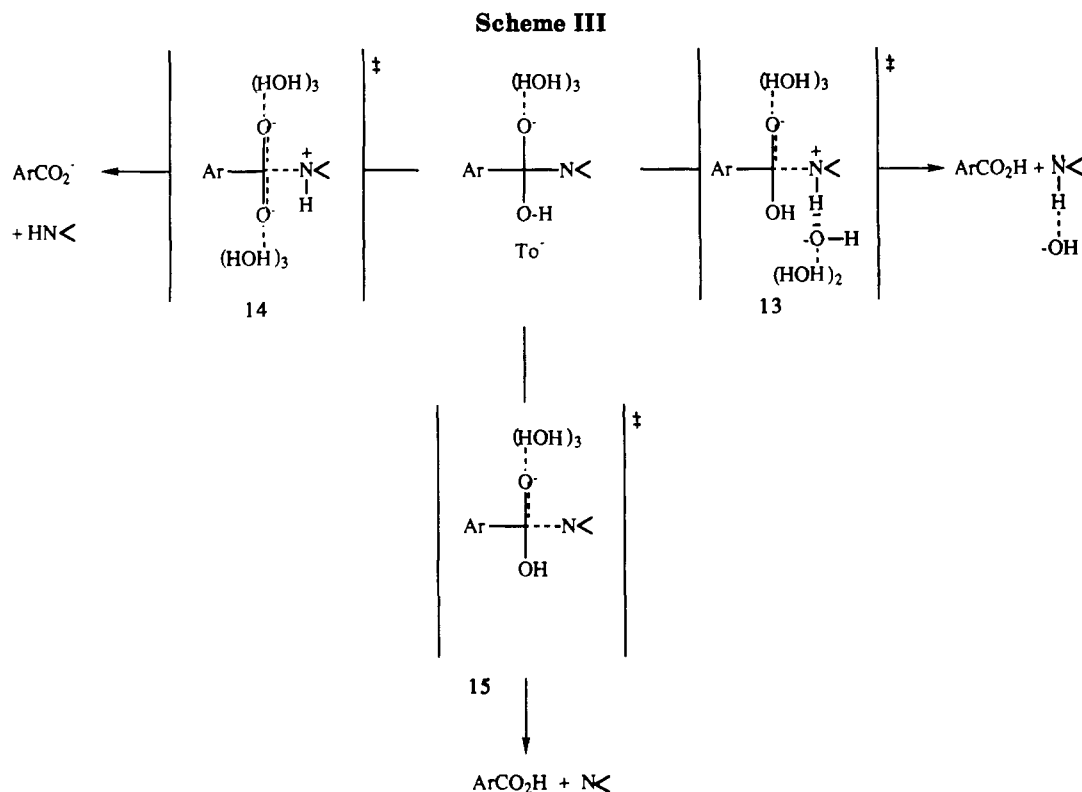 Scheme III
ArCO2-
+ HN<
(HOH)3
O-
Ar
+
N<
H
O-
(HOH)3
‡
14
(HOH)3
O-
Ar
N<
O-H
To-
(HOH)3
O-
Ar
+
N<
H
OH
-O-H
(HOH)2
‡
13
ArCO2H + N<
H
-OH
(HOH)3
O-
Ar
N<
OH
‡
15
ArCO2H + N<